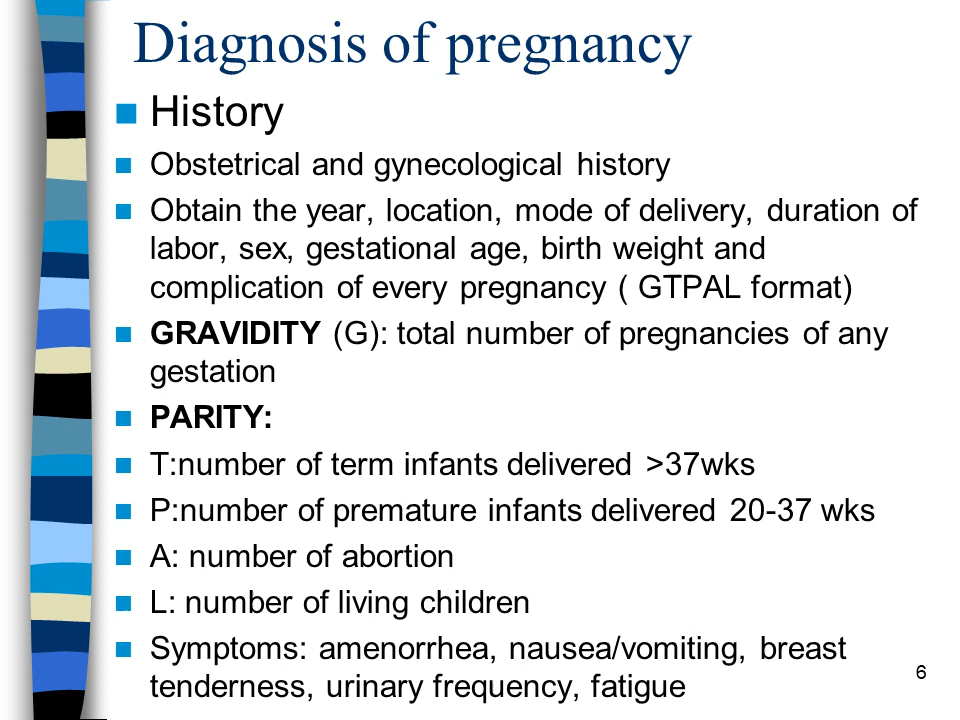 Diagnosis of pregnancy
History
Obstetrical and gynecological history
Obtain the year, location, mode of delivery, duration of
labor, sex, gestational age, birth weight and
complication of every pregnancy ( GTPAL format)
GRAVIDITY (G): total number of pregnancies of any
gestation
PARITY:
T:number of term infants delivered >37wks
P:number of premature infants delivered 20-37 wks
A: number of abortion
L: number of living children
Symptoms: amenorrhea, nausea/vomiting, breast
tenderness, urinary frequency, fatigue
6